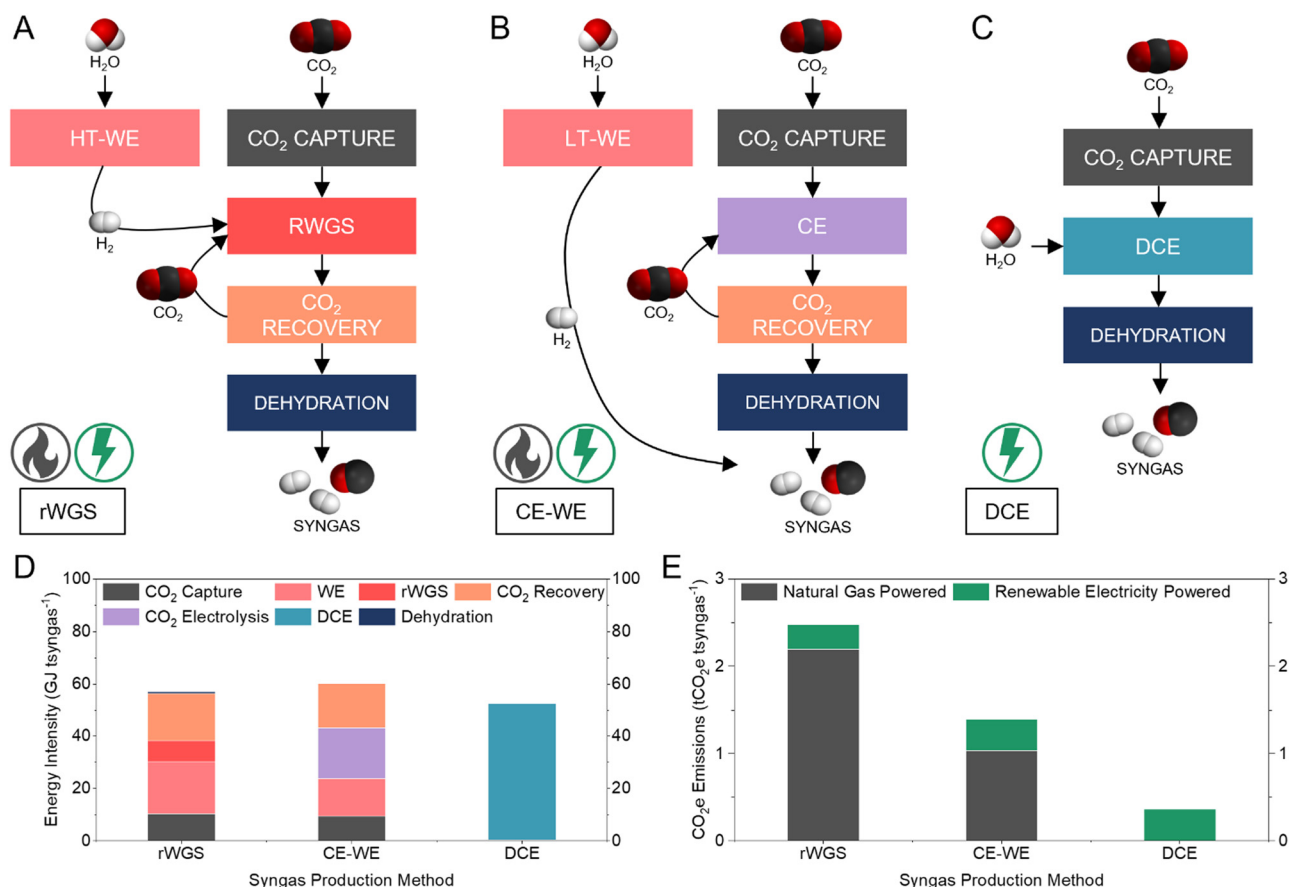 A
H₂O
CO₂
HT-WE
CO₂ CAPTURE
RWGS
H₂
CO₂
CO₂
RECOVERY
DEHYDRATION
SYNGAS
rWGS
B
H₂O
CO₂
LT-WE
CO₂ CAPTURE
CE
CO₂
CO₂
RECOVERY
H₂
DEHYDRATION
SYNGAS
CE-WE
C
CO₂
CO₂ CAPTURE
H₂O
DCE
DEHYDRATION
SYNGAS
DCE
D
100
80
60
40
20
0
Energy Intensity (GJ tsyngas⁻¹)
CO₂ Capture
WE
rWGS
CO₂ Recovery
CO₂ Electrolysis
DCE
Dehydration
100
80
60
40
20
0
rWGS
CE-WE
DCE
Syngas Production Method
E
3
2
1
0
CO₂e Emissions (tCO₂e tsyngas⁻¹)
Natural Gas Powered
Renewable Electricity Powered
3
2
1
0
rWGS
CE-WE
DCE
Syngas Production Method